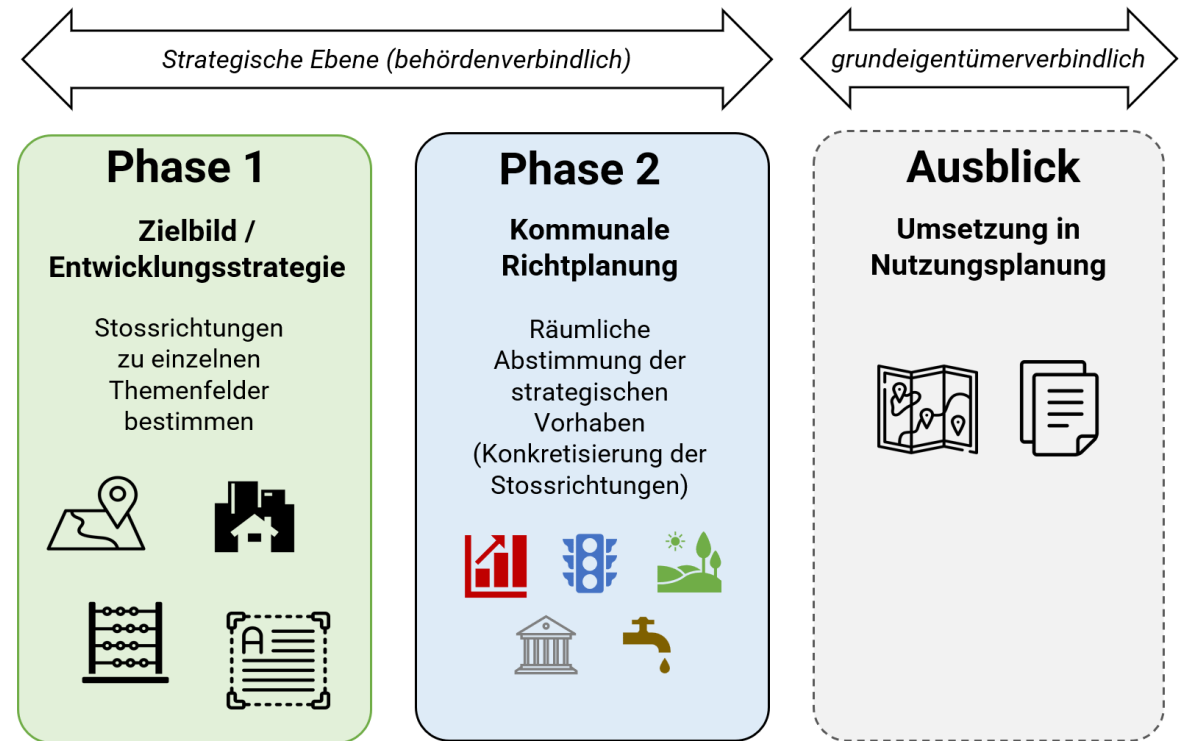 Strategische Ebene (behördenverbindlich)
grundeigentümerverbindlich
Phase 1
Zielbild /
Entwicklungsstrategie
Stossrichtungen
zu einzelnen
Themenfelder
bestimmen
A
Phase 2
Kommunale
Richtplanung
Räumliche
Abstimmung der
strategischen
Vorhaben
(Konkretisierung der
Stossrichtungen)
Ausblick
Umsetzung in
Nutzungsplanung